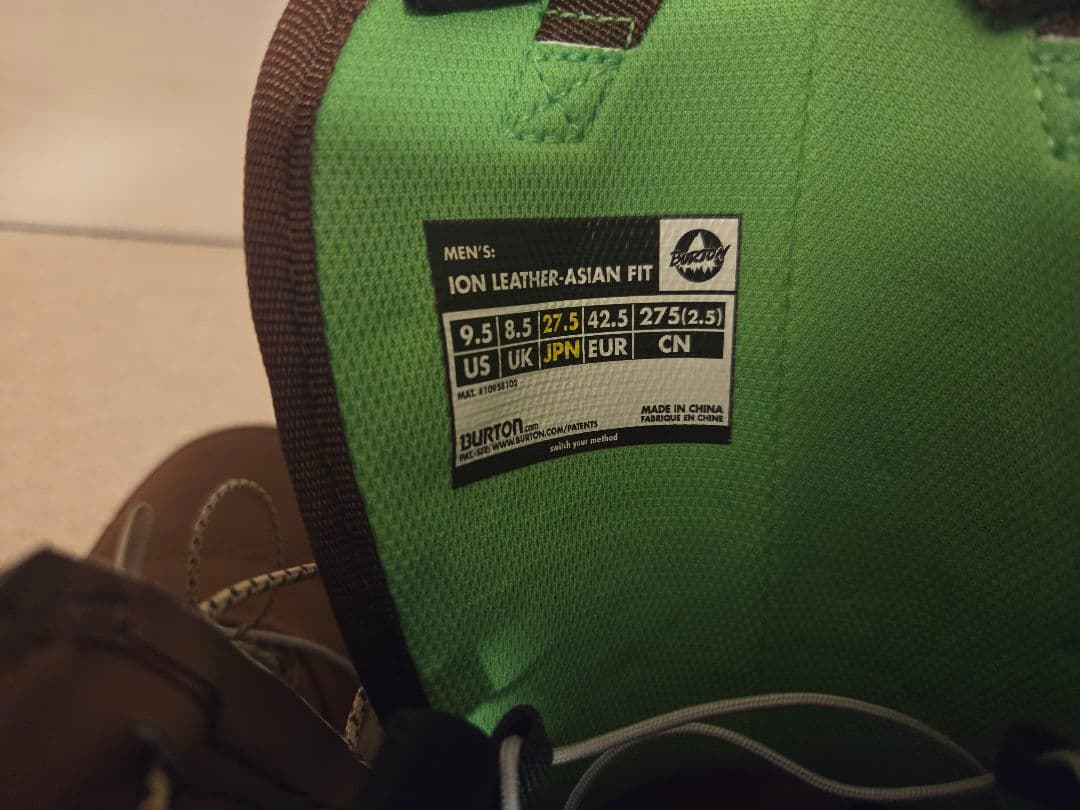 MEN'S:
ION LEATHER-ASIAN FIT
BURTON
9.5 8.5 27.5 42.5 275(2.5)
US UK JPN EUR CN
MAT. #10958102
BURTON.com
PAT.-SEE: WWW.BURTON.COM/PATENTS
MADE IN CHINA
FABRIQUE EN CHINE
switch your method